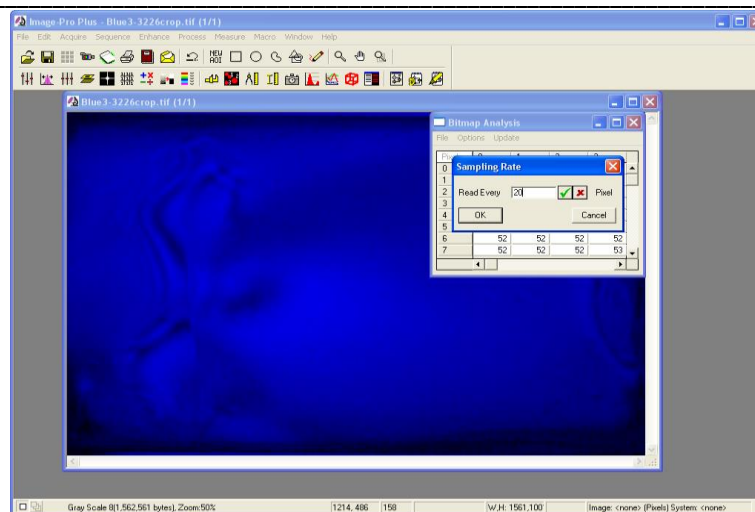 Image-Pro Plus - Blue3-3226crop.tif (1/1)
File Edit Acquire Sequence Enhance Process Measure Macro Window Help
NEW AOI
Blue3-3226crop.tif (1/1)
Bitmap Analysis
File Options Update
0
1
Sampling Rate
2
Read Every 20 Pixel
3
4
OK Cancel
5
6 52 52 52 52
7 52 52 52 53
Gray Scale 8(1,562,561 bytes), Zoom:50% 1214, 486 158 W,H: 1561,100 Image: <none> (Pixels) System: <none>